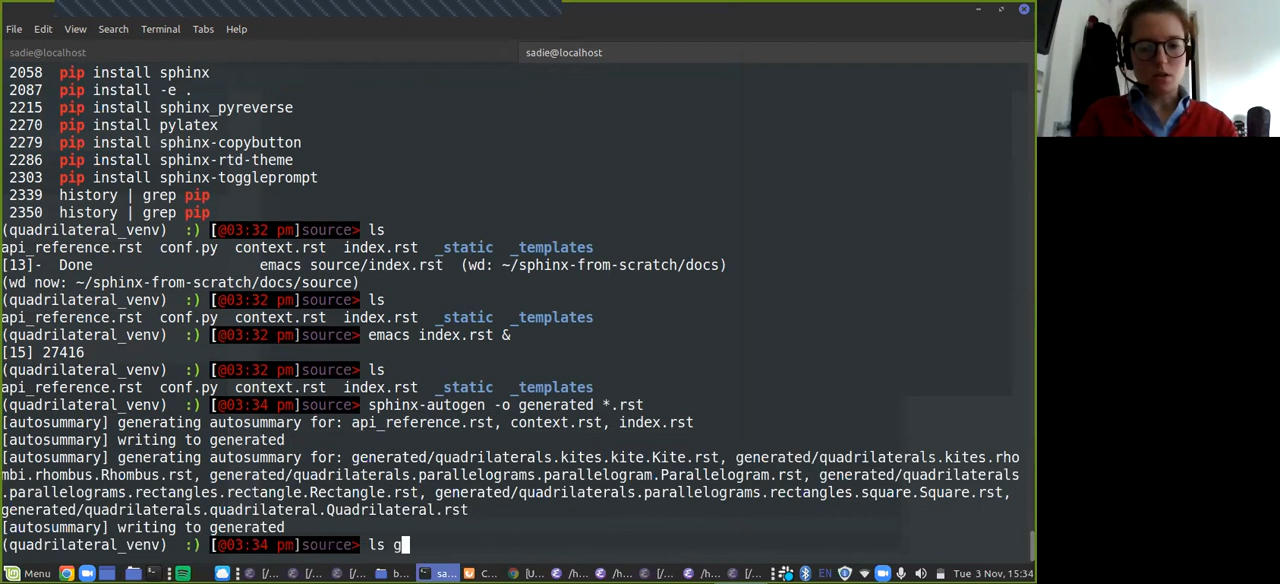 File Edit View Search Terminal Tabs Help
sadie@localhost sadie@localhost
2058 pip install sphinx
2087 pip install -e .
2215 pip install sphinx_pyreverse
2270 pip install pylatex
2279 pip install sphinx-copybutton
2286 pip install sphinx-rtd-theme
2303 pip install sphinx-toggleprompt
2339 history | grep pip
2350 history | grep pip
(quadrilateral_venv) :) [@03:32 pm]source> ls
api_reference.rst conf.py context.rst index.rst _static _templates
[13]- Done emacs source/index.rst (wd: ~/sphinx-from-scratch/docs)
(wd now: ~/sphinx-from-scratch/docs/source)
(quadrilateral_venv) :) [@03:32 pm]source> ls
api_reference.rst conf.py context.rst index.rst _static _templates
(quadrilateral_venv) :) [@03:32 pm]source> emacs index.rst &
[15] 27416
(quadrilateral_venv) :) [@03:32 pm]source> ls
api_reference.rst conf.py context.rst index.rst _static _templates
(quadrilateral_venv) :) [@03:34 pm]source> sphinx-autogen -o generated *.rst
[autosummary] generating autosummary for: api_reference.rst, context.rst, index.rst
[autosummary] writing to generated
[autosummary] generating autosummary for: generated/quadrilaterals.kites.kite.Kite.rst, generated/quadrilaterals.kites.rho
mbi.rhombus.Rhombus.rst, generated/quadrilaterals.parallelograms.parallelogram.Parallelogram.rst, generated/quadrilaterals
.parallelograms.rectangles.rectangle.Rectangle.rst, generated/quadrilaterals.parallelograms.rectangles.square.Square.rst,
generated/quadrilaterals.quadrilateral.Quadrilateral.rst
[autosummary] writing to generated
(quadrilateral_venv) :) [@03:34 pm]source> ls g
Menu [/... [/... [/... b... sa... C... [U... /h... /h... [/... /h... [/... EN Tue 3 Nov, 15:34